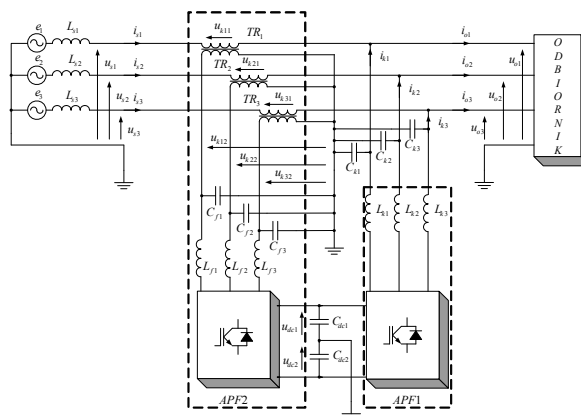 e1 Ls1 is1 uk11 TR1 io1
e2 Ls2 is2 TR2 uk21 ik1 io2
e3 Ls3 is3 TR3 uk31 ik2 io3
us1 us2 us3
uk12 ik3
uk22
uk32
uo1 uo2 uo3
ODBIORNIK
Ck1 Ck2 Ck3
Cf1
Cf2
Cf3
Lk1 Lk2 Lk3
Lf1 Lf2 Lf3
udc1 Cdc1
udc2 Cdc2
APF2 APF1